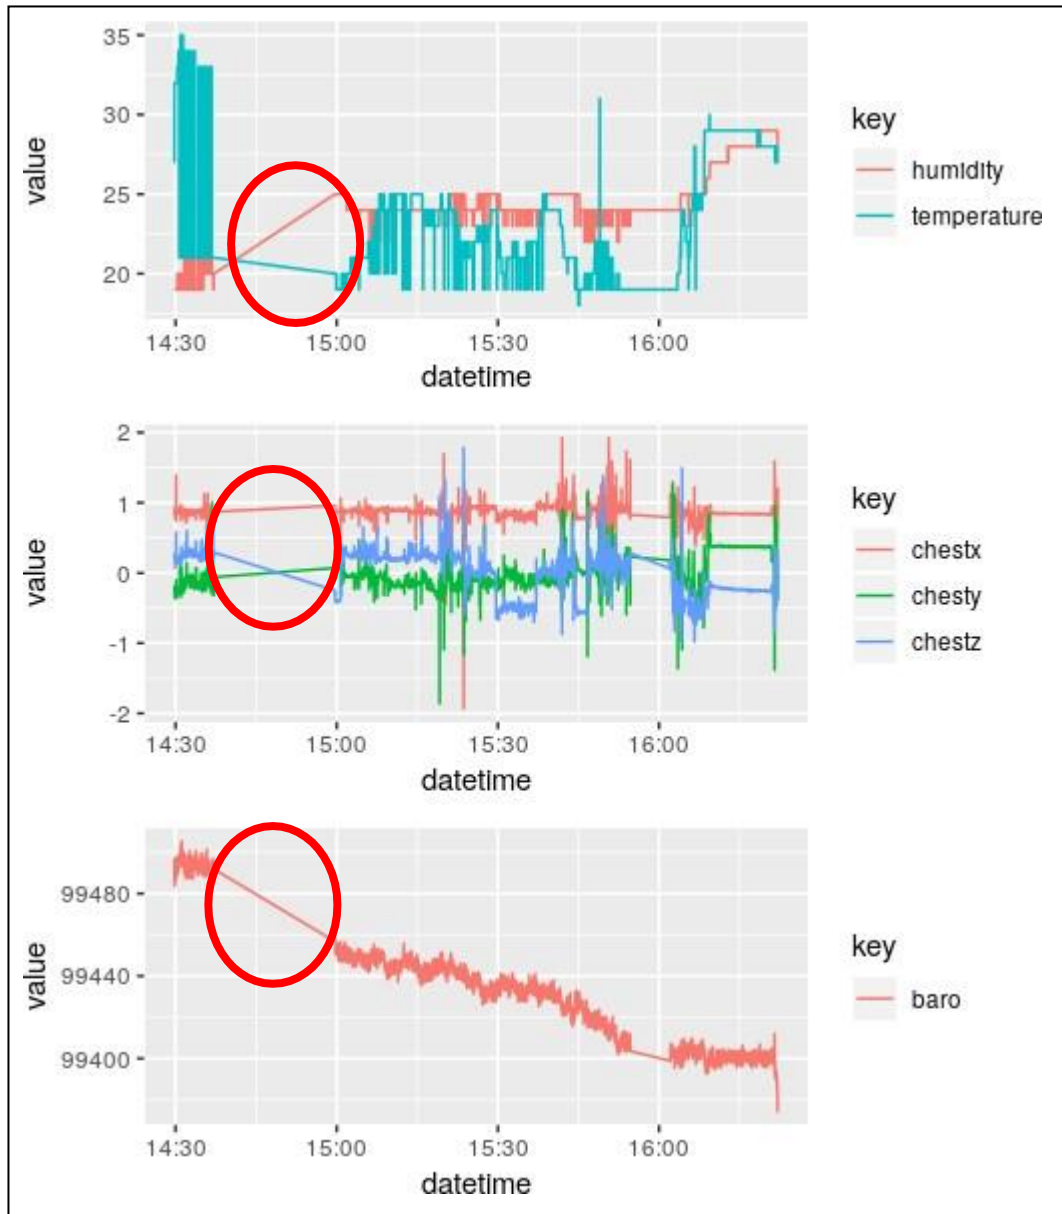 35
30
25
20
value
14:30 15:00 15:30 16:00
datetime
key
humidity
temperature
2
1
0
-1
-2
value
14:30 15:00 15:30 16:00
datetime
key
chestx
chesty
chestz
99480
99440
99400
value
14:30 15:00 15:30 16:00
datetime
key
baro